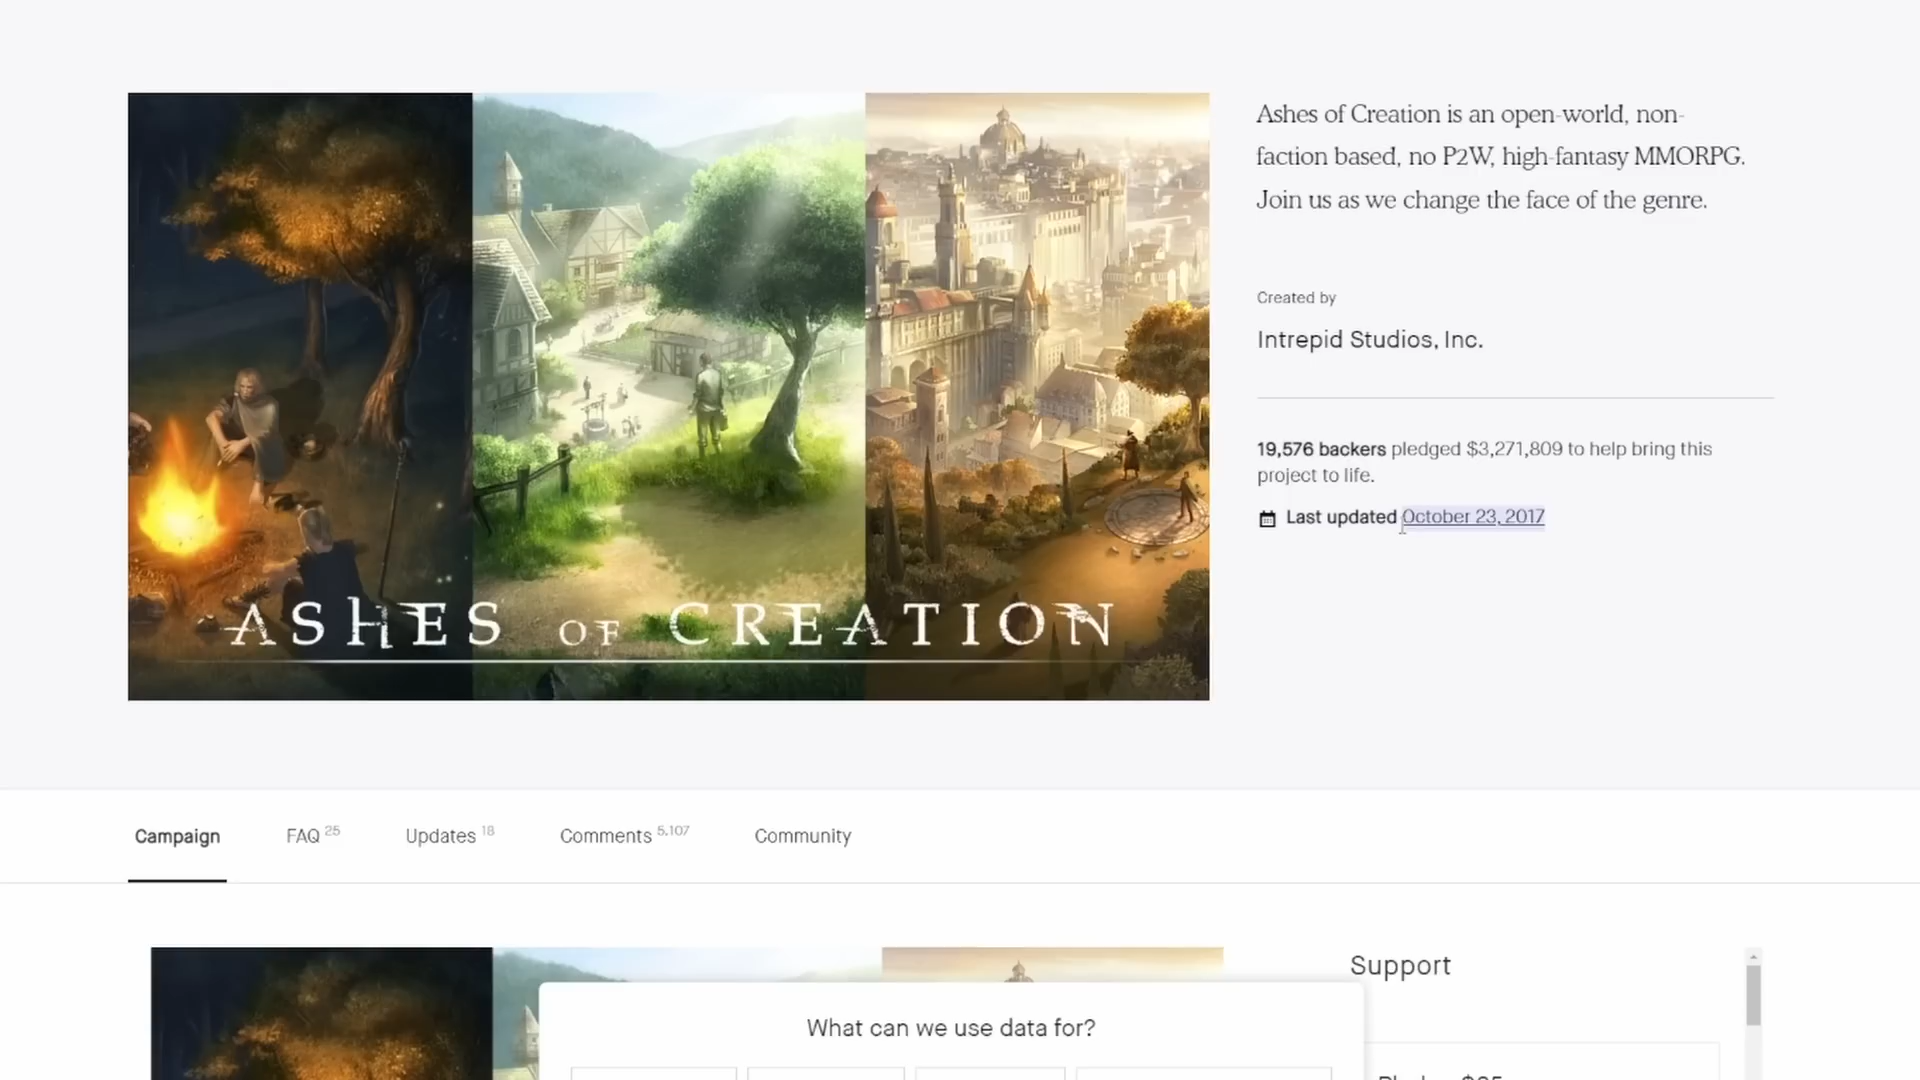 Ashes of Creation is an open-world, non-
faction based, no P2W, high-fantasy MMORPG.
Join us as we change the face of the genre.
Created by
Intrepid Studios, Inc.
19,576 backers pledged $3,271,809 to help bring this
project to life.
Last updated October 23, 2017
ASHES OF CREATION
Campaign FAQ 25 Updates 18 Comments 5,107 Community
Support
What can we use data for?